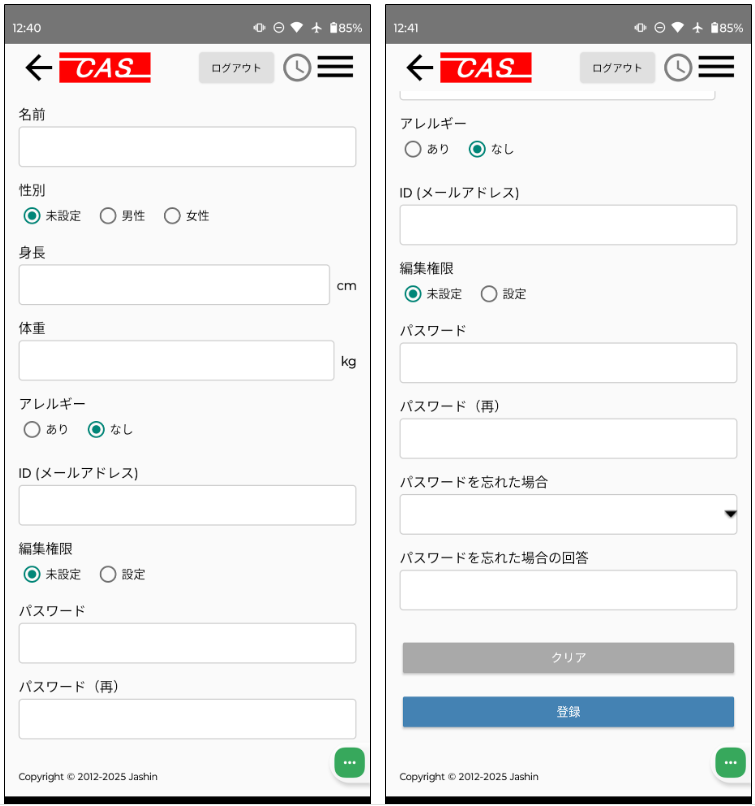 12:40
85%
CAS
ログアウト
名前
性別
未設定 男性 女性
身長
cm
体重
kg
アレルギー
あり なし
ID (メールアドレス)
編集権限
未設定 設定
パスワード
パスワード（再）
Copyright © 2012-2025 Jashin
12:41
85%
CAS
ログアウト
アレルギー
あり なし
ID (メールアドレス)
編集権限
未設定 設定
パスワード
パスワード（再）
パスワードを忘れた場合
パスワードを忘れた場合の回答
クリア
登録
Copyright © 2012-2025 Jashin